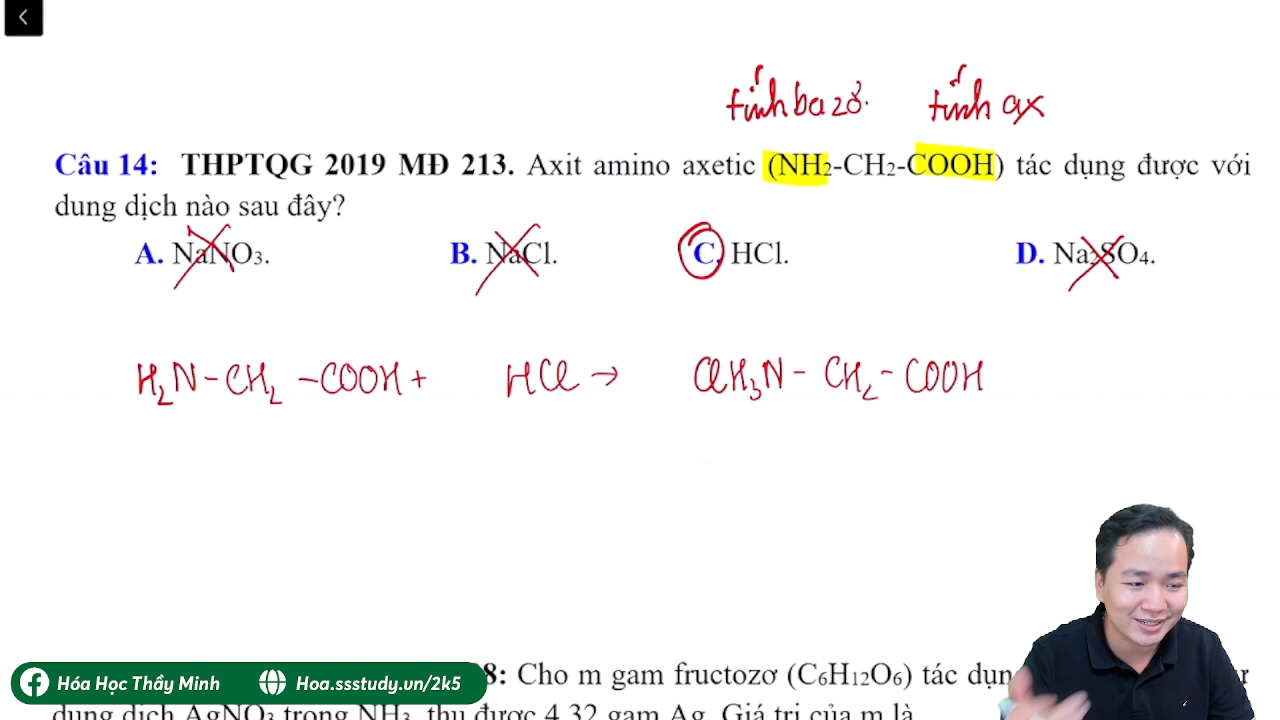 tính bazơ. tính ax
Câu 14: THPTQG 2019 MĐ 213. Axit amino axetic (NH2-CH2-COOH) tác dụng được với
dung dịch nào sau đây?
A. NaNO3. B. NaCl. C. HCl. D. Na2SO4.
H2N-CH2-COOH + HCl → ClH3N-CH2-COOH
8: Cho m gam fructozơ (C6H12O6) tác
Hóa Học Thầy Minh Hoa.ssstudy.vn/2k5
dung dịch AgNO3 trong NH3, thu được 4,32 gam Ag. Giá trị của m là